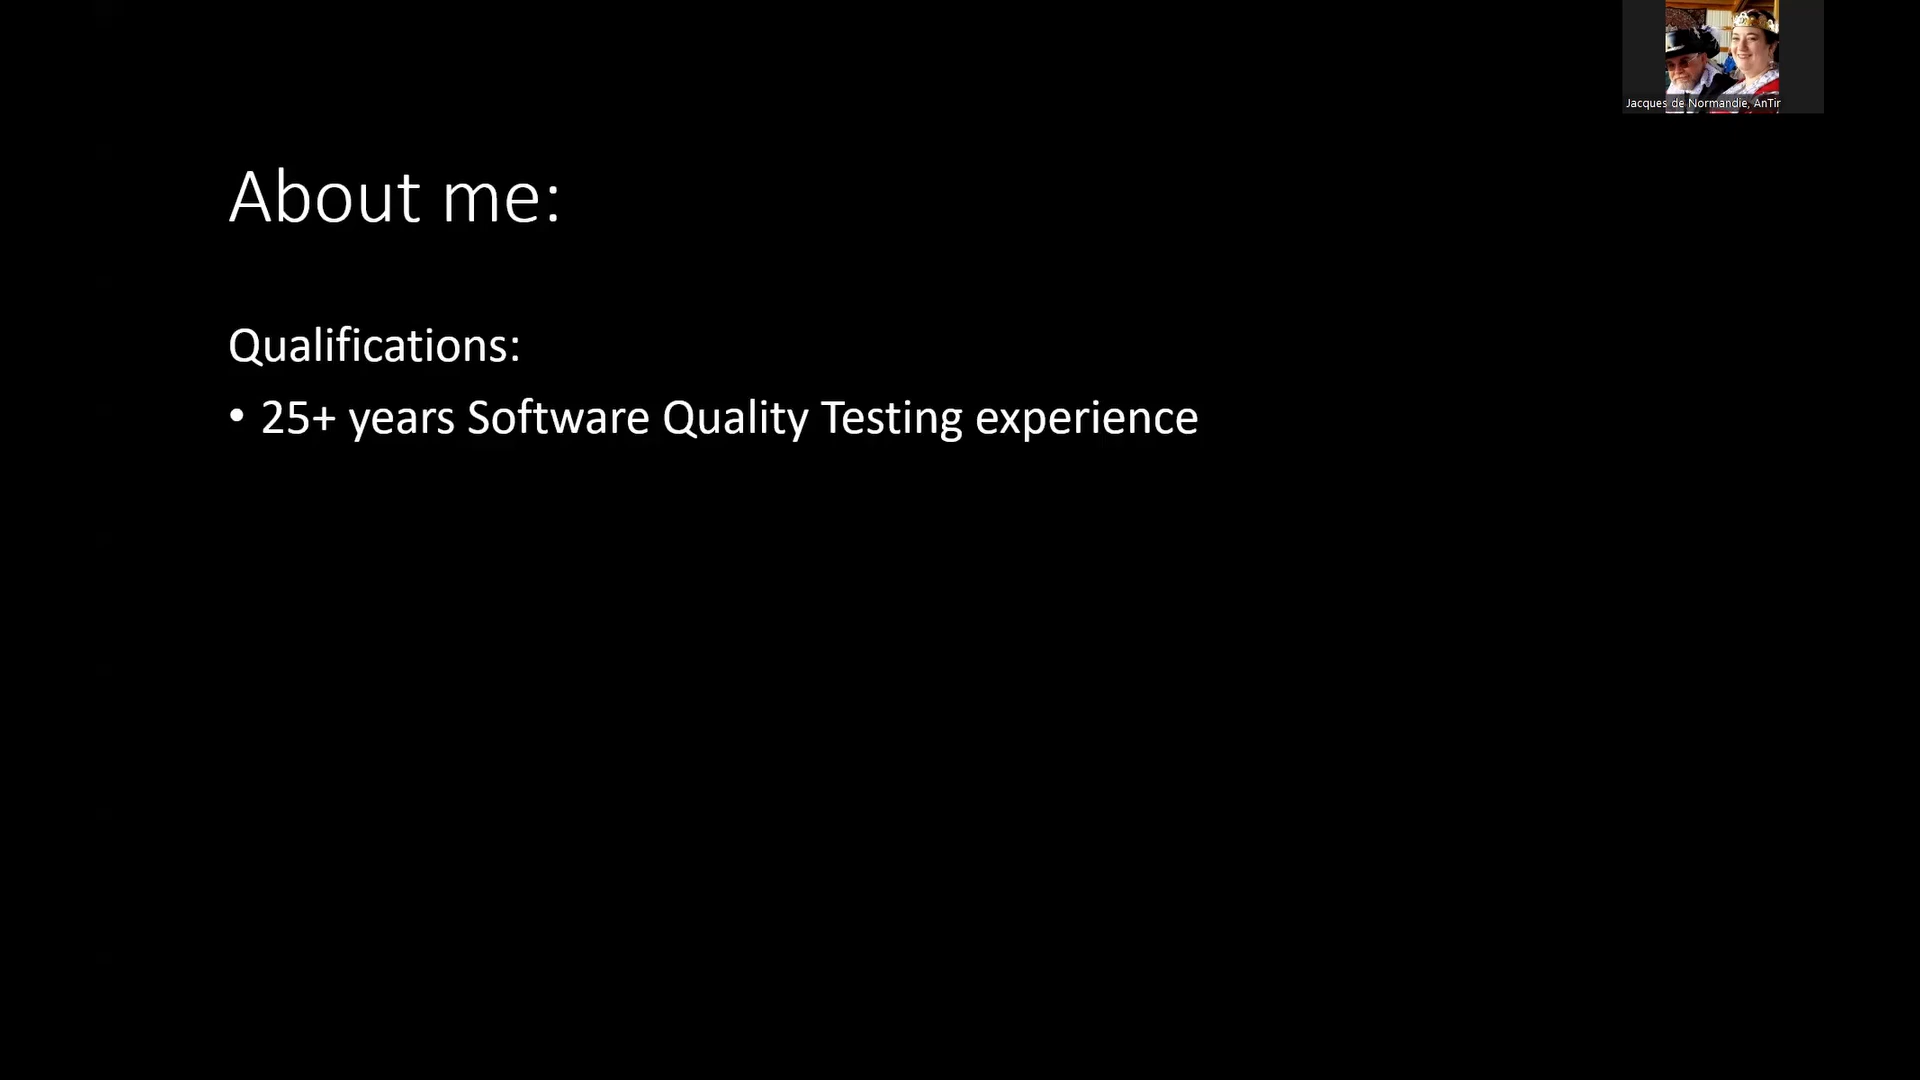 Jacques de Normandie, AnTir
About me:
Qualifications:
• 25+ years Software Quality Testing experience